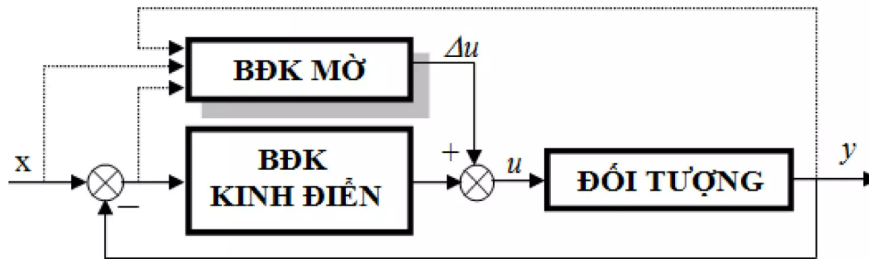 BĐK MỜ
Δu
x
BĐK
KINH ĐIỂN
+
−
u
ĐỐI TƯỢNG
y